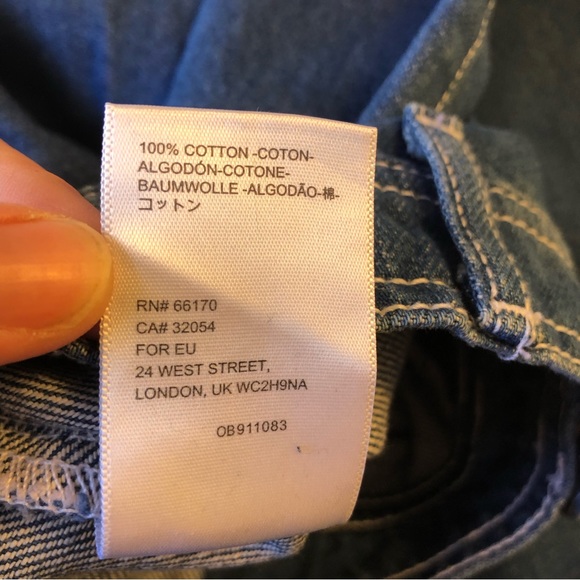 100% COTTON -COTON-
ALGODÓN-COTONE-
BAUMWOLLE -ALGODÃO-棉-
コットン
RN# 66170
CA# 32054
FOR EU
24 WEST STREET,
LONDON, UK WC2H9NA
OB911083